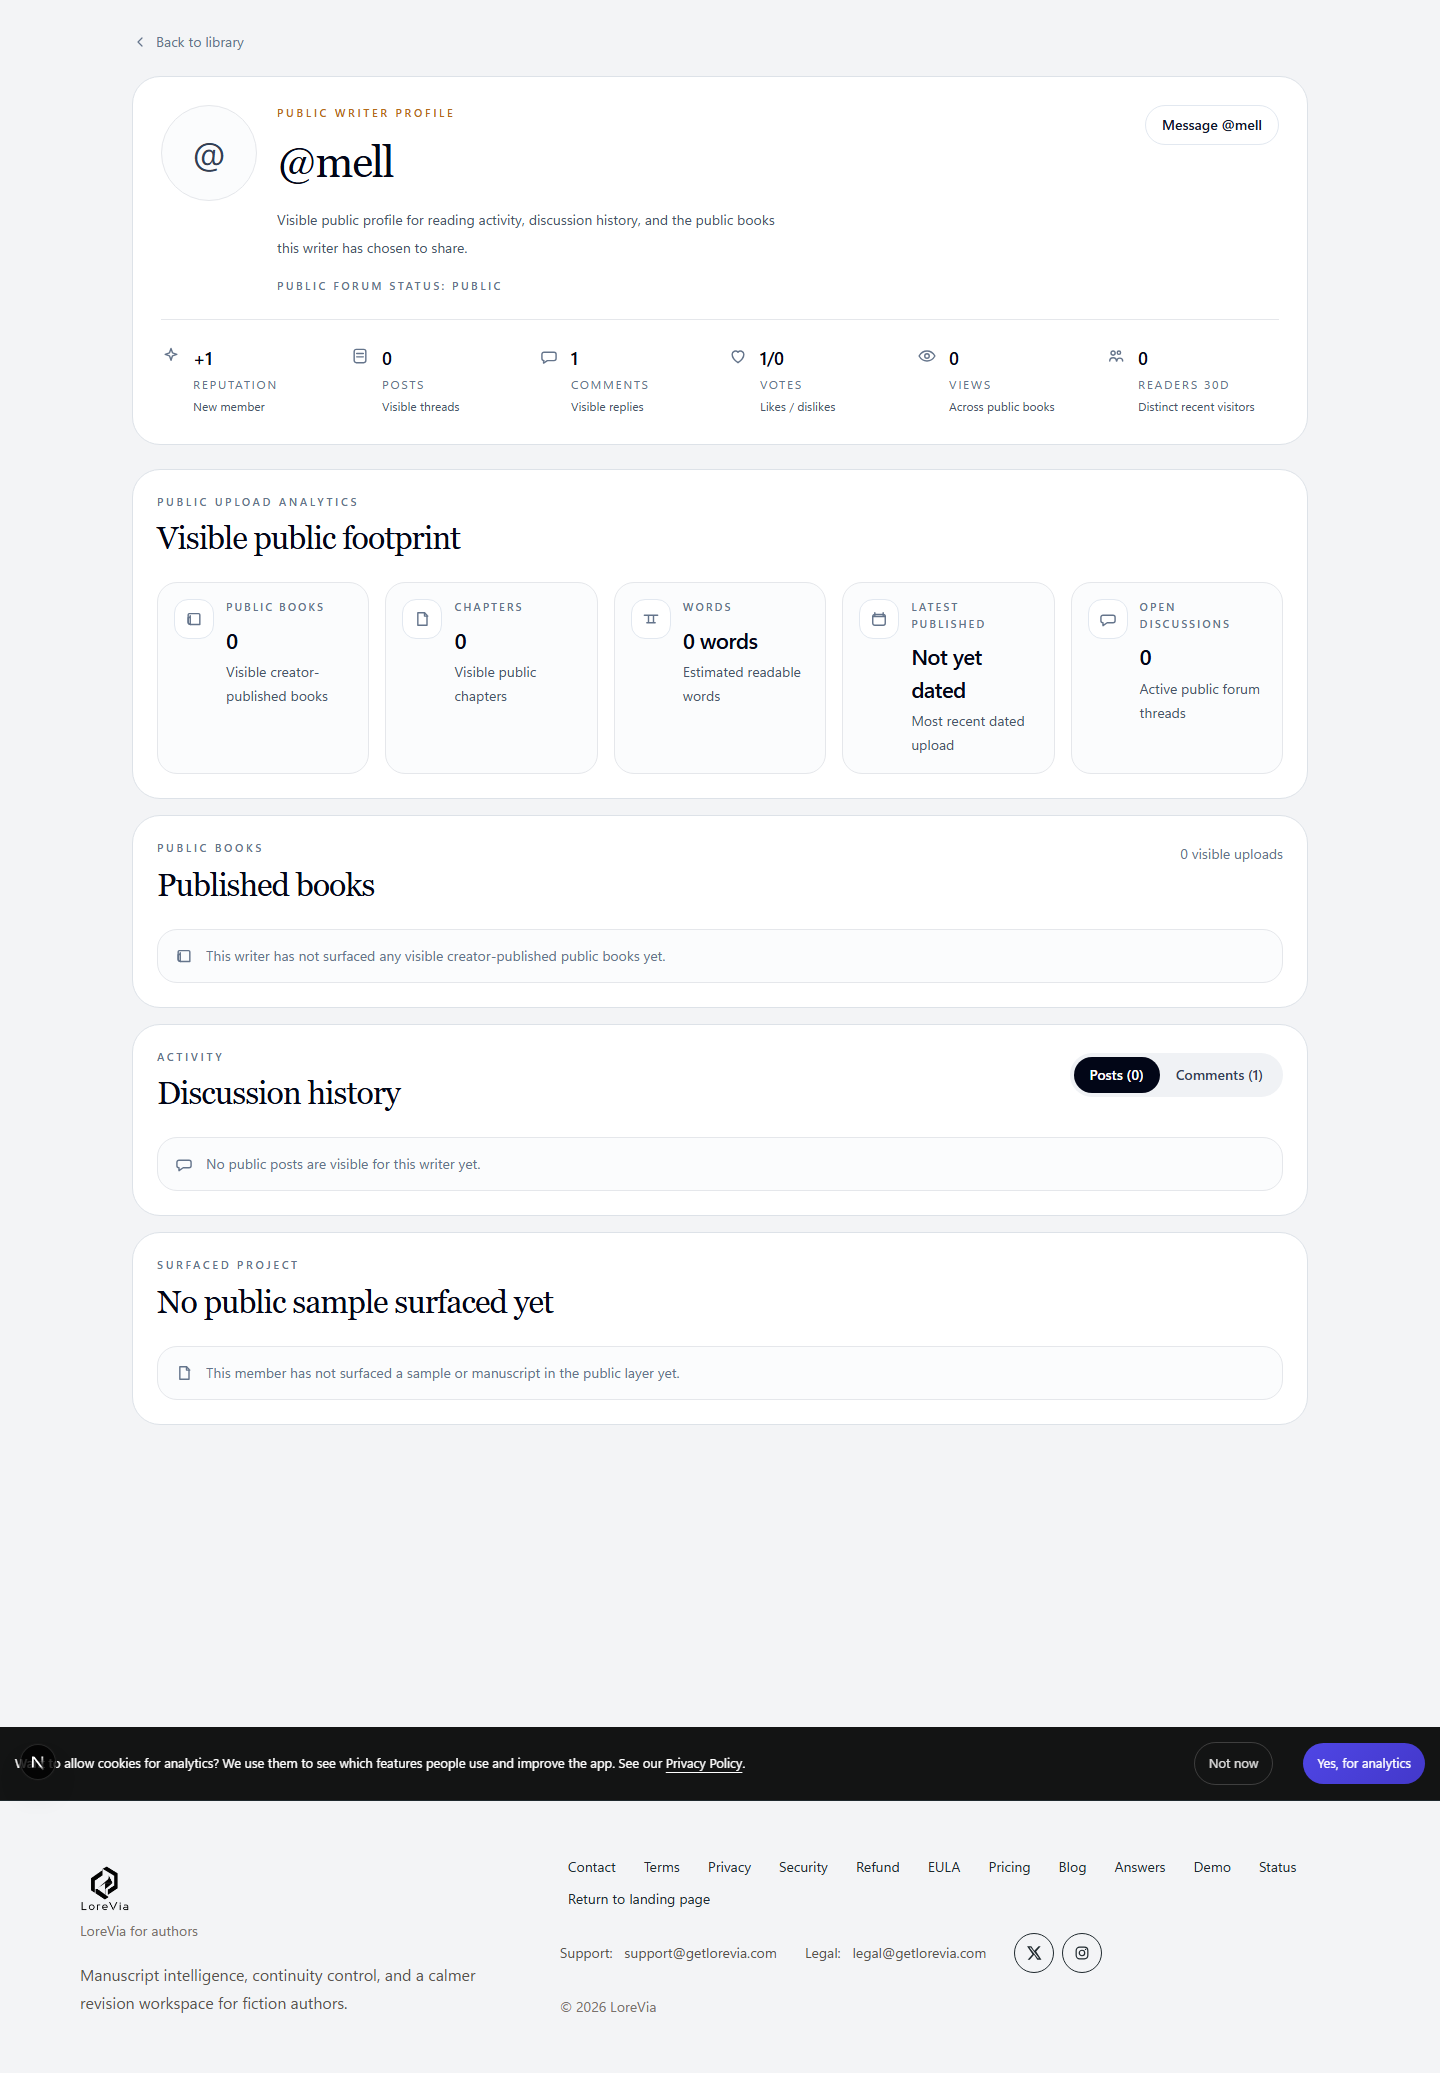 Back to library
@
PUBLIC WRITER PROFILE
@mell
Message @mell
Visible public profile for reading activity, discussion history, and the public books
this writer has chosen to share.
PUBLIC FORUM STATUS: PUBLIC
+1
REPUTATION
New member
0
POSTS
Visible threads
1
COMMENTS
Visible replies
1/0
VOTES
Likes / dislikes
0
VIEWS
Across public books
0
READERS 30D
Distinct recent visitors
PUBLIC UPLOAD ANALYTICS
Visible public footprint
PUBLIC BOOKS
0
Visible creator-
published books
CHAPTERS
0
Visible public
chapters
WORDS
0 words
Estimated readable
words
LATEST
PUBLISHED
Not yet
dated
Most recent dated
upload
OPEN
DISCUSSIONS
0
Active public forum
threads
PUBLIC BOOKS
Published books
0 visible uploads
This writer has not surfaced any visible creator-published public books yet.
ACTIVITY
Discussion history
Posts (0)
Comments (1)
No public posts are visible for this writer yet.
SURFACED PROJECT
No public sample surfaced yet
This member has not surfaced a sample or manuscript in the public layer yet.
N
to allow cookies for analytics? We use them to see which features people use and improve the app. See our Privacy Policy.
Not now
Yes, for analytics
LoreVia
LoreVia for authors
Manuscript intelligence, continuity control, and a calmer
revision workspace for fiction authors.
Contact Terms Privacy Security Refund EULA Pricing Blog Answers Demo Status
Return to landing page
Support: support@getlorevia.com Legal: legal@getlorevia.com
© 2026 LoreVia